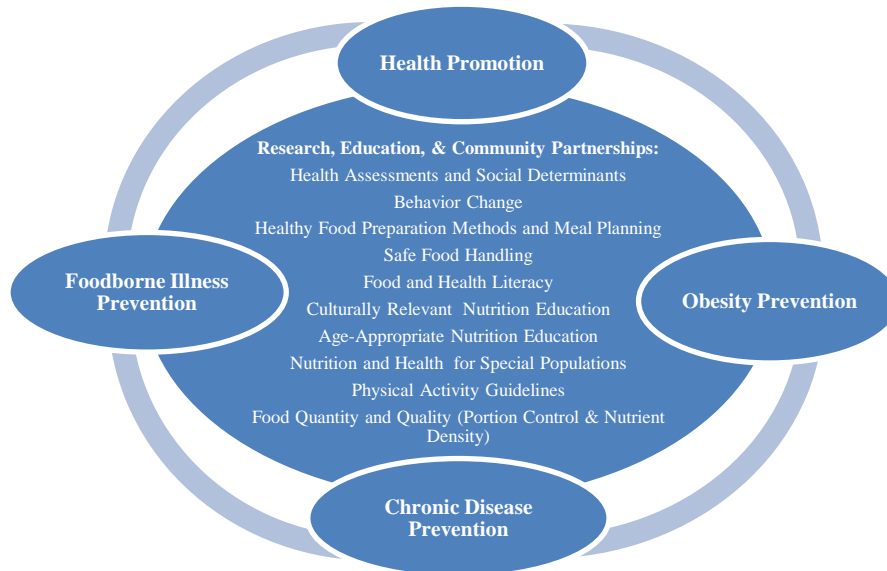 Health Promotion
Research, Education, & Community Partnerships:
Health Assessments and Social Determinants
Behavior Change
Healthy Food Preparation Methods and Meal Planning
Safe Food Handling
Food and Health Literacy
Culturally Relevant Nutrition Education
Age-Appropriate Nutrition Education
Nutrition and Health for Special Populations
Physical Activity Guidelines
Food Quantity and Quality (Portion Control & Nutrient
Density)
Foodborne Illness
Prevention
Obesity Prevention
Chronic Disease
Prevention